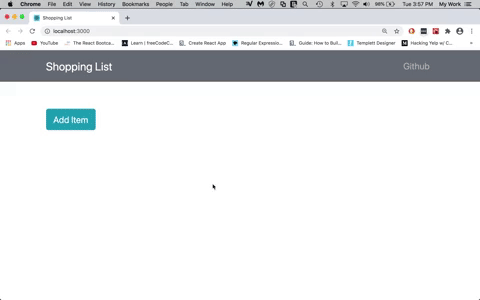 Chrome File Edit View History Bookmarks People Tab Window Help 98% Tue 3:57 PM My Work
Shopping List
localhost:3000
Apps YouTube The React Bootca... Learn | freeCodeC... Create React App Regular Expressio... Guide: How to Buil... Templett Designer Hacking Yelp w/ C...
Shopping List Github
Add Item